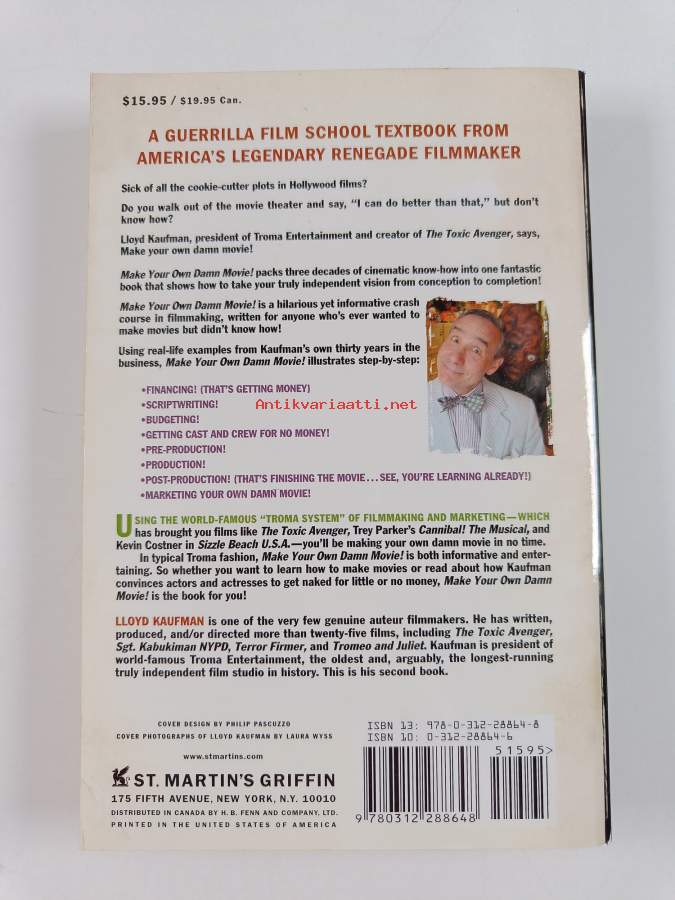 $15.95 / $19.95 Can.
A GUERRILLA FILM SCHOOL TEXTBOOK FROM
AMERICA'S LEGENDARY RENEGADE FILMMAKER
Sick of all the cookie-cutter plots in Hollywood films?
Do you walk out of the movie theater and say, "I can do better than that," but don't
know how?
Lloyd Kaufman, president of Troma Entertainment and creator of The Toxic Avenger, says,
Make your own damn movie!
Make Your Own Damn Movie! packs three decades of cinematic know-how into one fantastic
book that shows how to take your truly independent vision from conception to completion!
Make Your Own Damn Movie! is a hilarious yet informative crash
course in filmmaking, written for anyone who's ever wanted to
make movies but didn't know how!
Using real-life examples from Kaufman's own thirty years in the
business, Make Your Own Damn Movie! illustrates step-by-step:
•FINANCING! (THAT'S GETTING MONEY)
•SCRIPTWRITING!
Antikvariaatti.net
•BUDGETING!
•GETTING CAST AND CREW FOR NO MONEY!
•PRE-PRODUCTION!
•PRODUCTION!
•POST-PRODUCTION! (THAT'S FINISHING THE MOVIE...SEE, YOU'RE LEARNING ALREADY!)
•MARKETING YOUR OWN DAMN MOVIE!
USING THE WORLD-FAMOUS "TROMA SYSTEM" OF FILMMAKING AND MARKETING—WHICH
has brought you films like The Toxic Avenger, Trey Parker's Cannibal! The Musical, and
Kevin Costner in Sizzle Beach U.S.A.—you'll be making your own damn movie in no time.
In typical Troma fashion, Make Your Own Damn Movie! is both informative and enter-
taining. So whether you want to learn how to make movies or read about how Kaufman
convinces actors and actresses to get naked for little or no money, Make Your Own Damn
Movie! is the book for you!
LLOYD KAUFMAN is one of the very few genuine auteur filmmakers. He has written,
produced, and/or directed more than twenty-five films, including The Toxic Avenger,
Sgt. Kabukiman NYPD, Terror Firmer, and Tromeo and Juliet. Kaufman is president of
world-famous Troma Entertainment, the oldest and, arguably, the longest-running
truly independent film studio in history. This is his second book.
COVER DESIGN BY PHILIP PASCUZZO
COVER PHOTOGRAPHS OF LLOYD KAUFMAN BY LAURA WYSS
www.stmartins.com
ST. MARTIN'S GRIFFIN
175 FIFTH AVENUE, NEW YORK, N.Y. 10010
DISTRIBUTED IN CANADA BY H. B. FENN AND COMPANY, LTD.
PRINTED IN THE UNITED STATES OF AMERICA
ISBN 13: 978-0-312-28864-8
ISBN 10: 0-312-28864-6
51595>
9 780312 288648